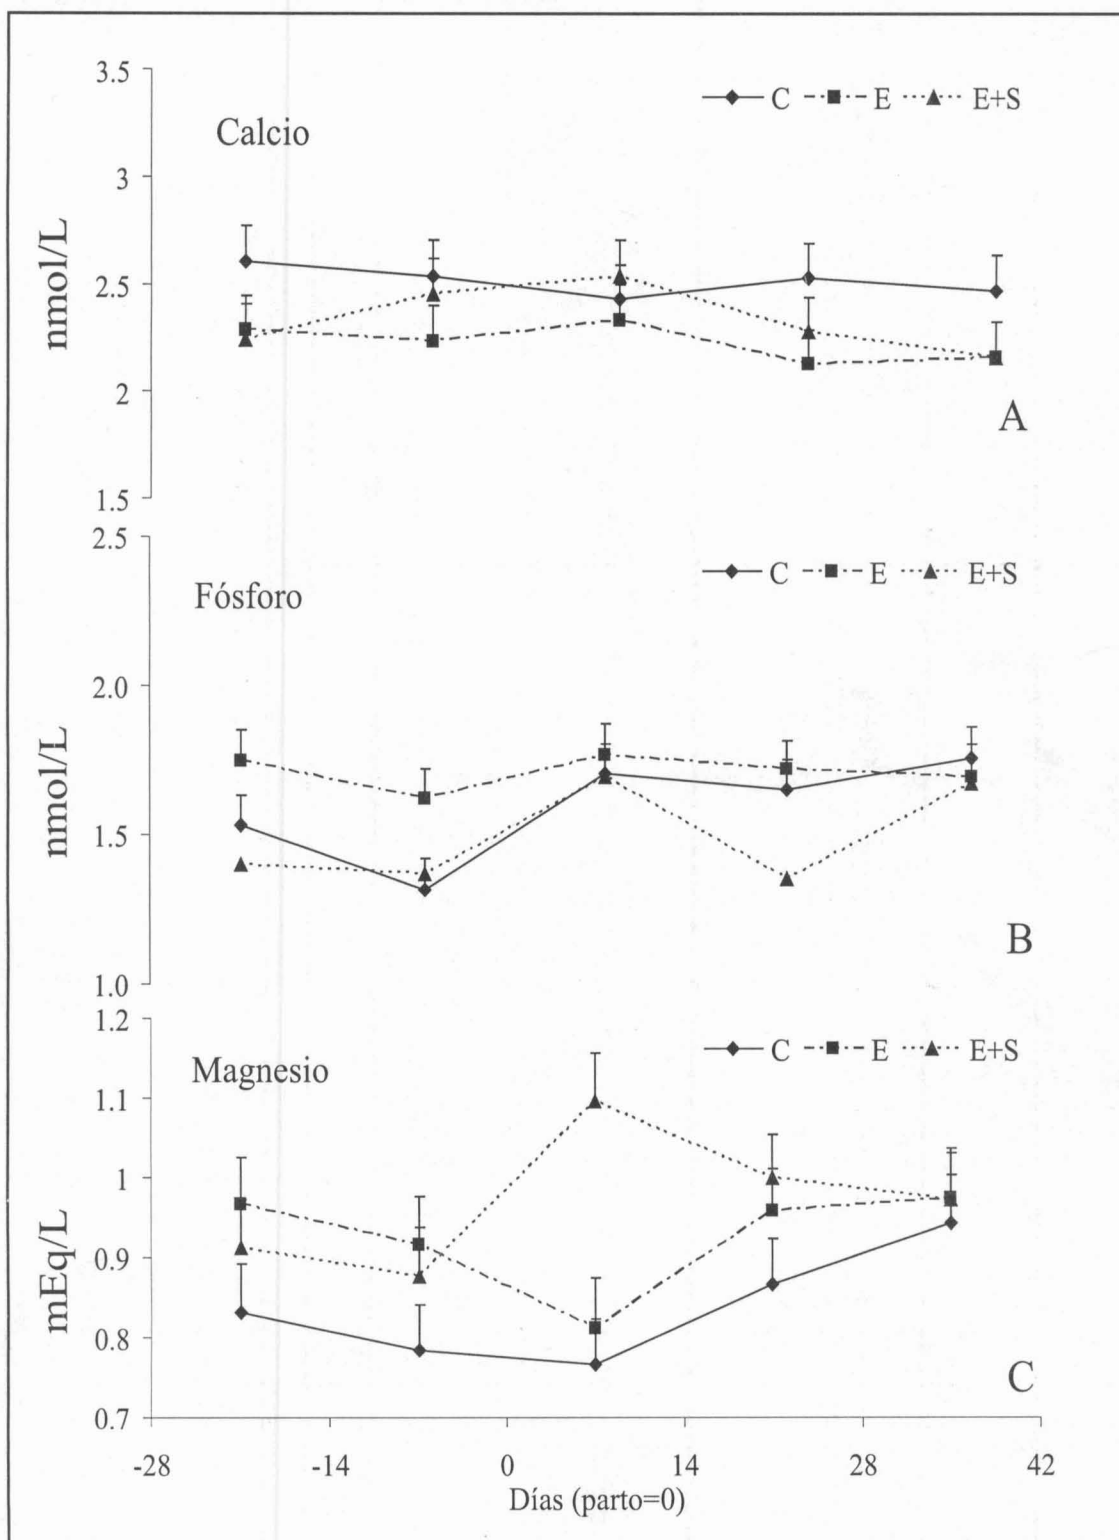 3.5
C E E+S
Calcio
3
nmol/L
2.5
2
A
1.5
2.5
C E E+S
Fósforo
2.0
nmol/L
1.5
B
1.0
1.2
C E E+S
Magnesio
1.1
1
mEq/L
0.9
0.8
C
0.7
-28 -14 0 14 28 42
Días (parto=0)